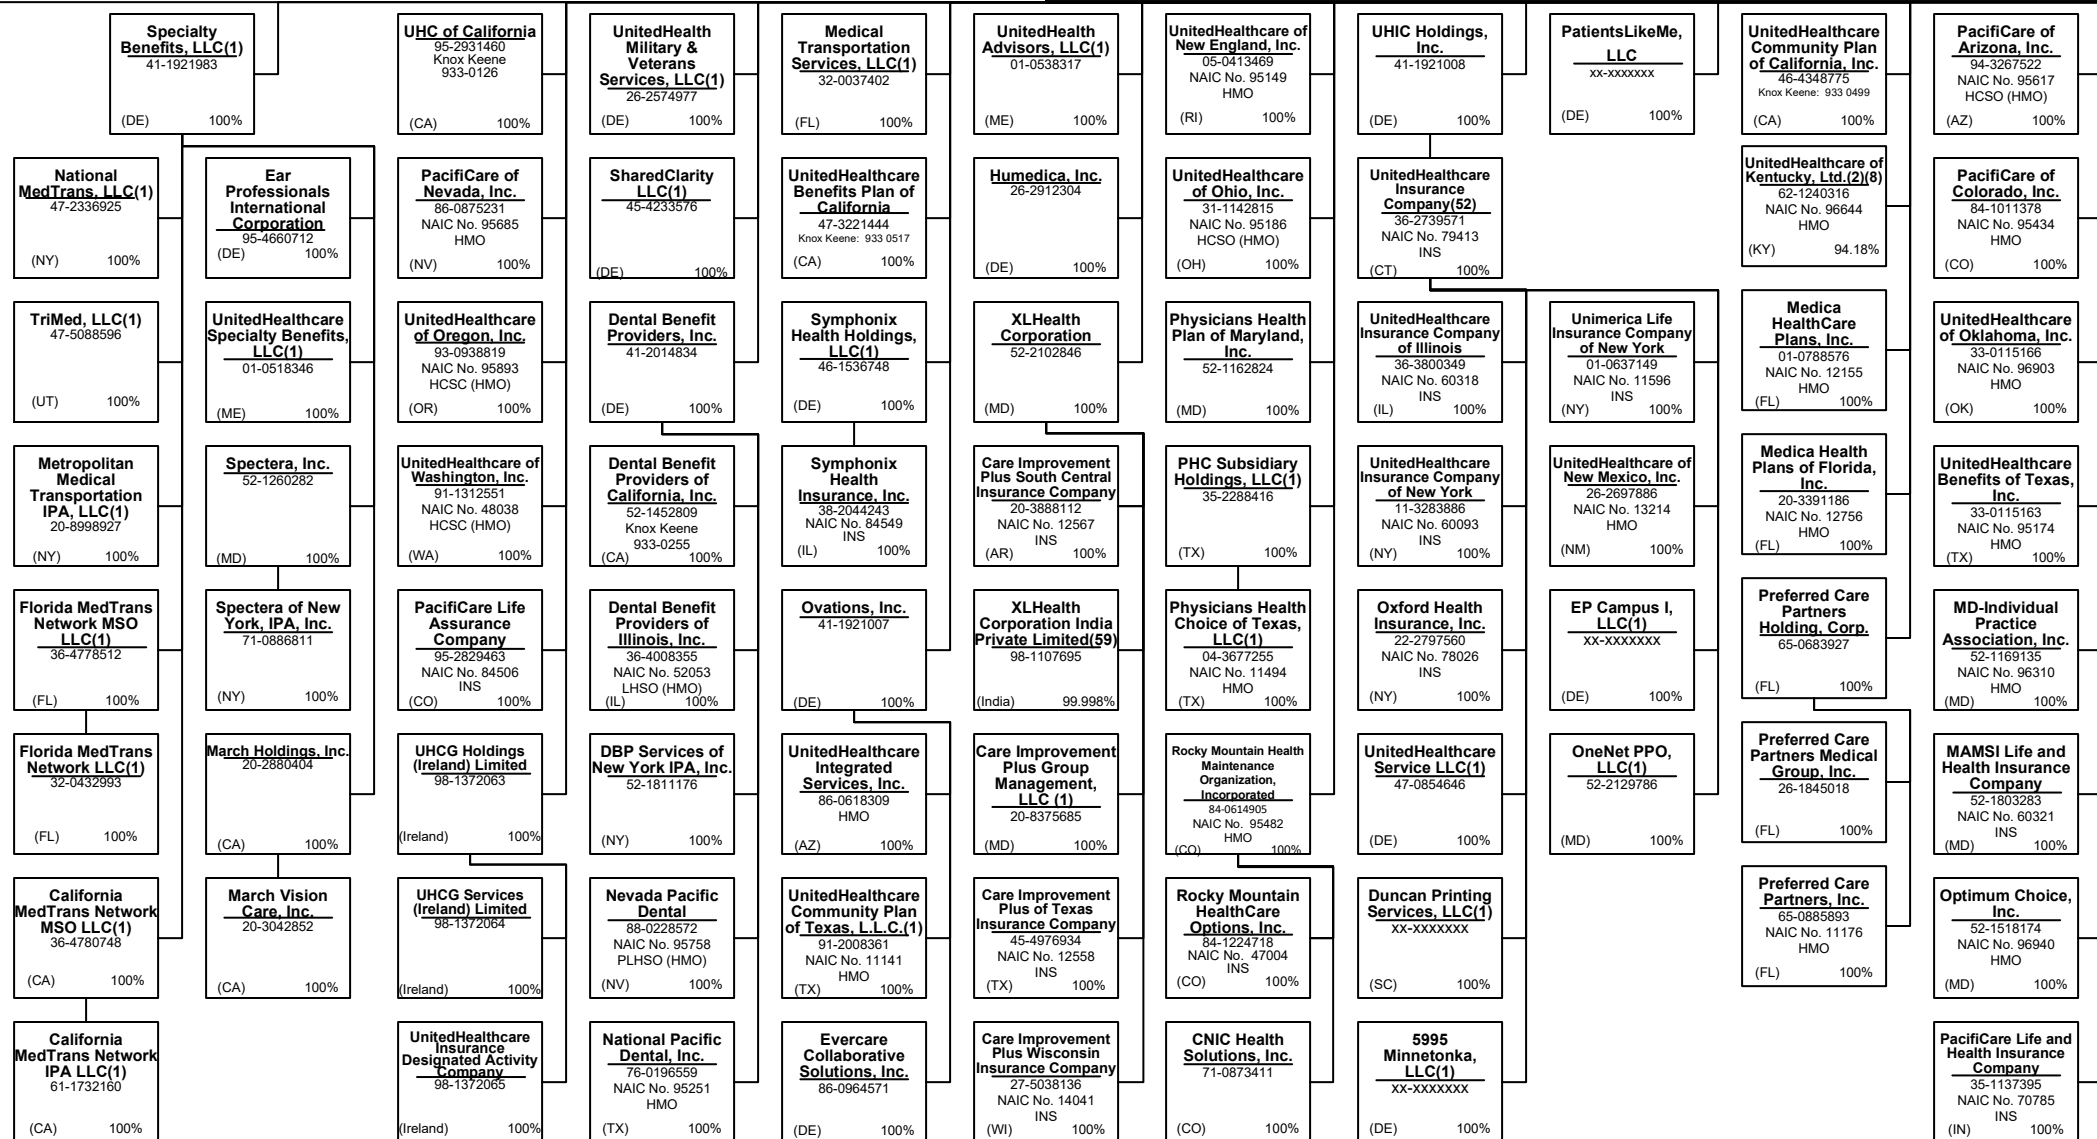 Specialty
Benefits, LLC(1)
41-1921983
(DE) 100%
UHC of California
95-2931460
Knox Keene
933-0126
(CA) 100%
UnitedHealth
Military &
Veterans
Services, LLC(1)
26-2574977
(DE) 100%
Medical
Transportation
Services, LLC(1)
32-0037402
(FL) 100%
UnitedHealth
Advisors, LLC(1)
01-0538317
(ME) 100%
UnitedHealthcare of
New England, Inc.
05-0413469
NAIC No. 95149
HMO
(RI) 100%
UHIC Holdings,
Inc.
41-1921008
(DE) 100%
PatientsLikeMe,
LLC
xx-xxxxxxx
(DE) 100%
UnitedHealthcare
Community Plan
of California, Inc.
46-4348775
Knox Keene: 933 0499
(CA) 100%
PacifiCare of
Arizona, Inc.
94-3267522
NAIC No. 95617
HCSO (HMO)
(AZ) 100%
National
MedTrans, LLC(1)
47-2336925
(NY) 100%
Ear
Professionals
International
Corporation
95-4660712
(DE) 100%
PacifiCare of
Nevada, Inc.
86-0875231
NAIC No. 95685
HMO
(NV) 100%
SharedClarity
LLC(1)
45-4233576
(DE) 100%
UnitedHealthcare
Benefits Plan of
California
47-3221444
Knox Keene: 933 0517
(CA) 100%
Humedica, Inc.
26-2912304
(DE) 100%
UnitedHealthcare
of Ohio, Inc.
31-1142815
NAIC No. 95186
HCSO (HMO)
(OH) 100%
UnitedHealthcare
Insurance
Company(52)
36-2739571
NAIC No. 79413
INS
(CT) 100%
UnitedHealthcare of
Kentucky, Ltd.(2)(8)
62-1240316
NAIC No. 96644
HMO
(KY) 94.18%
PacifiCare of
Colorado, Inc.
84-1011378
NAIC No. 95434
HMO
(CO) 100%
TriMed, LLC(1)
47-5088596
(UT) 100%
UnitedHealthcare
Specialty Benefits,
LLC(1)
01-0518346
(ME) 100%
UnitedHealthcare
of Oregon, Inc.
93-0938819
NAIC No. 95893
HCSC (HMO)
(OR) 100%
Dental Benefit
Providers, Inc.
41-2014834
(DE) 100%
Symphonix
Health Holdings,
LLC(1)
46-1536748
(DE) 100%
XLHealth
Corporation
52-2102846
(MD) 100%
Physicians Health
Plan of Maryland,
Inc.
52-1162824
(MD) 100%
UnitedHealthcare
Insurance Company
of Illinois
36-3800349
NAIC No. 60318
INS
(IL) 100%
Unimerica Life
Insurance Company
of New York
01-0637149
NAIC No. 11596
INS
(NY) 100%
Medica
HealthCare
Plans, Inc.
01-0788576
NAIC No. 12155
HMO
(FL) 100%
UnitedHealthcare
of Oklahoma, Inc.
33-0115166
NAIC No. 96903
HMO
(OK) 100%
Metropolitan
Medical
Transportation
IPA, LLC(1)
20-8998927
(NY) 100%
Spectera, Inc.
52-1260282
(MD) 100%
UnitedHealthcare of
Washington, Inc.
91-1312551
NAIC No. 48038
HCSC (HMO)
(WA) 100%
Dental Benefit
Providers of
California, Inc.
52-1452809
Knox Keene
933-0255
(CA) 100%
Symphonix
Health
Insurance, Inc.
38-2044243
NAIC No. 84549
INS
(IL) 100%
Care Improvement
Plus South Central
Insurance Company
20-3888112
NAIC No. 12567
INS
(AR) 100%
PHC Subsidiary
Holdings, LLC(1)
35-2288416
(TX) 100%
UnitedHealthcare
Insurance Company
of New York
11-3283886
NAIC No. 60093
INS
(NY) 100%
UnitedHealthcare of
New Mexico, Inc.
26-2697886
NAIC No. 13214
HMO
(NM) 100%
Medica Health
Plans of Florida,
Inc.
20-3391186
NAIC No. 12756
HMO
(FL) 100%
UnitedHealthcare
Benefits of Texas,
Inc.
33-0115163
NAIC No. 95174
HMO
(TX) 100%
Florida MedTrans
Network MSO
LLC(1)
36-4778512
(FL) 100%
Spectera of New
York, IPA, Inc.
71-0886811
(NY) 100%
PacifiCare Life
Assurance
Company
95-2829463
NAIC No. 84506
INS
(CO) 100%
Dental Benefit
Providers of
Illinois, Inc.
36-4008355
NAIC No. 52053
LHSO (HMO)
(IL) 100%
Ovations, Inc.
41-1921007
(DE) 100%
XLHealth
Corporation India
Private Limited(59)
98-1107695
(India) 99.998%
Physicians Health
Choice of Texas,
LLC(1)
04-3677255
NAIC No. 11494
HMO
(TX) 100%
Oxford Health
Insurance, Inc.
22-2797560
NAIC No. 78026
INS
(NY) 100%
EP Campus I,
LLC(1)
xx-xxxxxxx
(DE) 100%
Preferred Care
Partners
Holding, Corp.
65-0683927
(FL) 100%
MD-Individual
Practice
Association, Inc.
52-1169135
NAIC No. 96310
HMO
(MD) 100%
Florida MedTrans
Network LLC(1)
32-0432993
(FL) 100%
March Holdings, Inc.
20-2880404
(CA) 100%
UHCG Holdings
(Ireland) Limited
98-1372063
(Ireland) 100%
DBP Services of
New York IPA, Inc.
52-1811176
(NY) 100%
UnitedHealthcare
Integrated
Services, Inc.
86-0618309
HMO
(AZ) 100%
Care Improvement
Plus Group
Management,
LLC (1)
20-8375685
(MD) 100%
Rocky Mountain Health
Maintenance
Organization,
Incorporated
84-0614905
NAIC No. 95482
HMO
(CO) 100%
UnitedHealthcare
Service LLC(1)
47-0854646
(DE) 100%
OneNet PPO,
LLC(1)
52-2129786
(MD) 100%
Preferred Care
Partners Medical
Group, Inc.
26-1845018
(FL) 100%
MAMSI Life and
Health Insurance
Company
52-1803283
NAIC No. 60321
INS
(MD) 100%
California
MedTrans Network
MSO LLC(1)
36-4780748
(CA) 100%
March Vision
Care, Inc.
20-3042852
(CA) 100%
UHCG Services
(Ireland) Limited
98-1372064
(Ireland) 100%
Nevada Pacific
Dental
88-0228572
NAIC No. 95758
PLHSO (HMO)
(NV) 100%
UnitedHealthcare
Community Plan
of Texas, L.L.C.(1)
91-2008361
NAIC No. 11141
HMO
(TX) 100%
Care Improvement
Plus of Texas
Insurance Company
45-4976934
NAIC No. 12558
INS
(TX) 100%
Rocky Mountain
HealthCare
Options, Inc.
84-1224718
NAIC No. 47004
INS
(CO) 100%
Duncan Printing
Services, LLC(1)
xx-xxxxxxx
(SC) 100%
Preferred Care
Partners, Inc.
65-0885893
NAIC No. 11176
HMO
(FL) 100%
Optimum Choice,
Inc.
52-1518174
NAIC No. 96940
HMO
(MD) 100%
California
MedTrans Network
IPA LLC(1)
61-1732160
(CA) 100%
UnitedHealthcare
Insurance
Designated Activity
Company
98-1372065
(Ireland) 100%
National Pacific
Dental, Inc.
76-0196559
NAIC No. 95251
HMO
(TX) 100%
Evercare
Collaborative
Solutions, Inc.
86-0964571
(DE) 100%
Care Improvement
Plus Wisconsin
Insurance Company
27-5038136
NAIC No. 14041
INS
(WI) 100%
CNIC Health
Solutions, Inc.
71-0873411
(CO) 100%
5995
Minnetonka,
LLC(1)
xx-xxxxxxx
(DE) 100%
PacifiCare Life and
Health Insurance
Company
35-1137395
NAIC No. 70785
INS
(IN) 100%